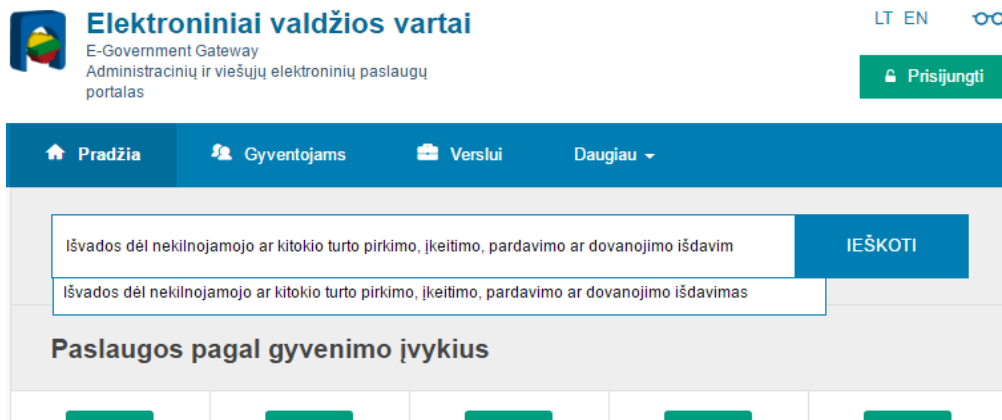 Elektroniniai valdžios vartai
E-Government Gateway
Administracinių ir viešųjų elektroninių paslaugų
portalas
LT EN
Prisijungti
Pradžia Gyventojams Verslui Daugiau
Išvados dėl nekilnojamojo ar kitokio turto pirkimo, įkeitimo, pardavimo ar dovanojimo išdavim IEŠKOTI
Išvados dėl nekilnojamojo ar kitokio turto pirkimo, įkeitimo, pardavimo ar dovanojimo išdavimas
Paslaugos pagal gyvenimo įvykius